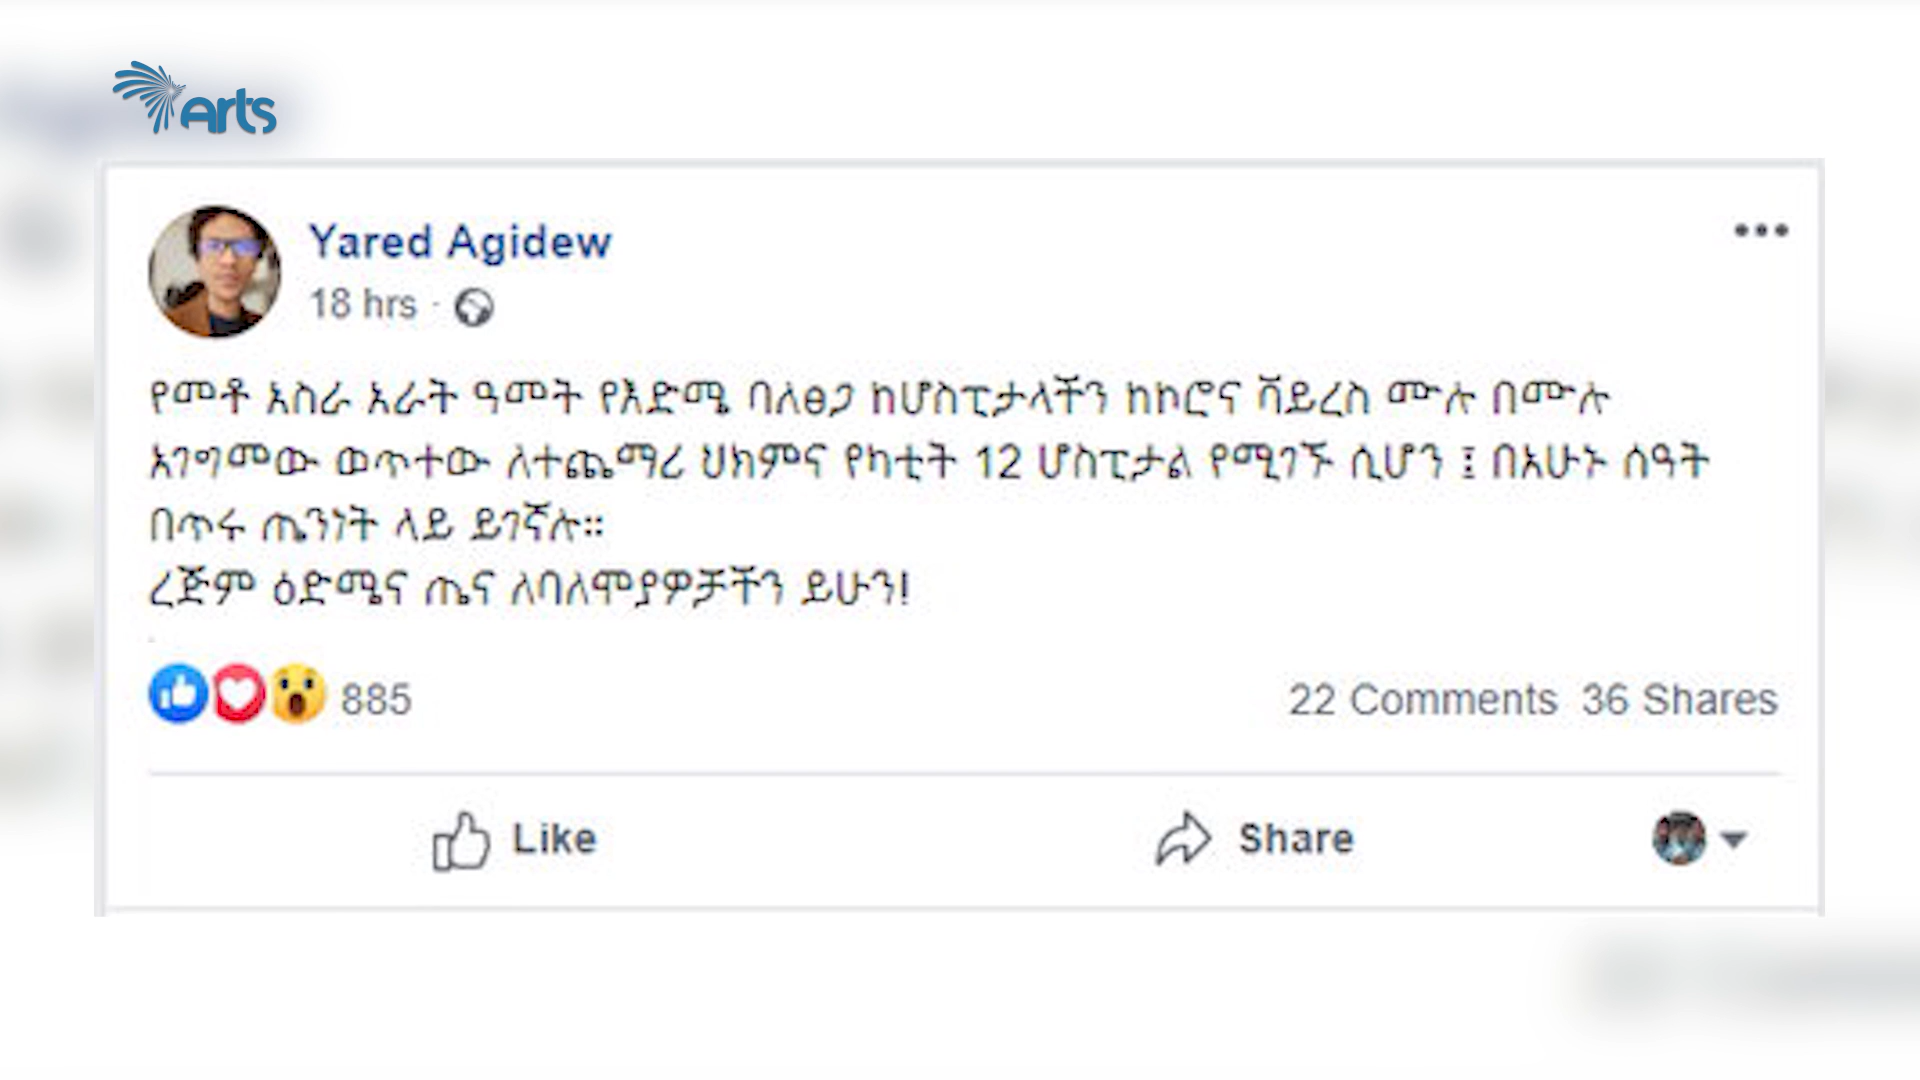 arts
Yared Agidew
18 hrs ·
የመቶ አስራ አራት ዓመት የእድሜ ባለፀጋ ከሆስፒታላችን ከኮሮና ቫይረስ ሙሉ በሙሉ
አገግመው ወጥተው ለተጨማሪ ህክምና የካቲት 12 ሆስፒታል የሚገኙ ሲሆን ፤ በአሁኑ ሰዓት
በጥሩ ጤንነት ላይ ይገኛሉ።
ረጅም ዕድሜና ጤና ለባለሞያዎቻችን ይሁን!
885 22 Comments 36 Shares
Like Share